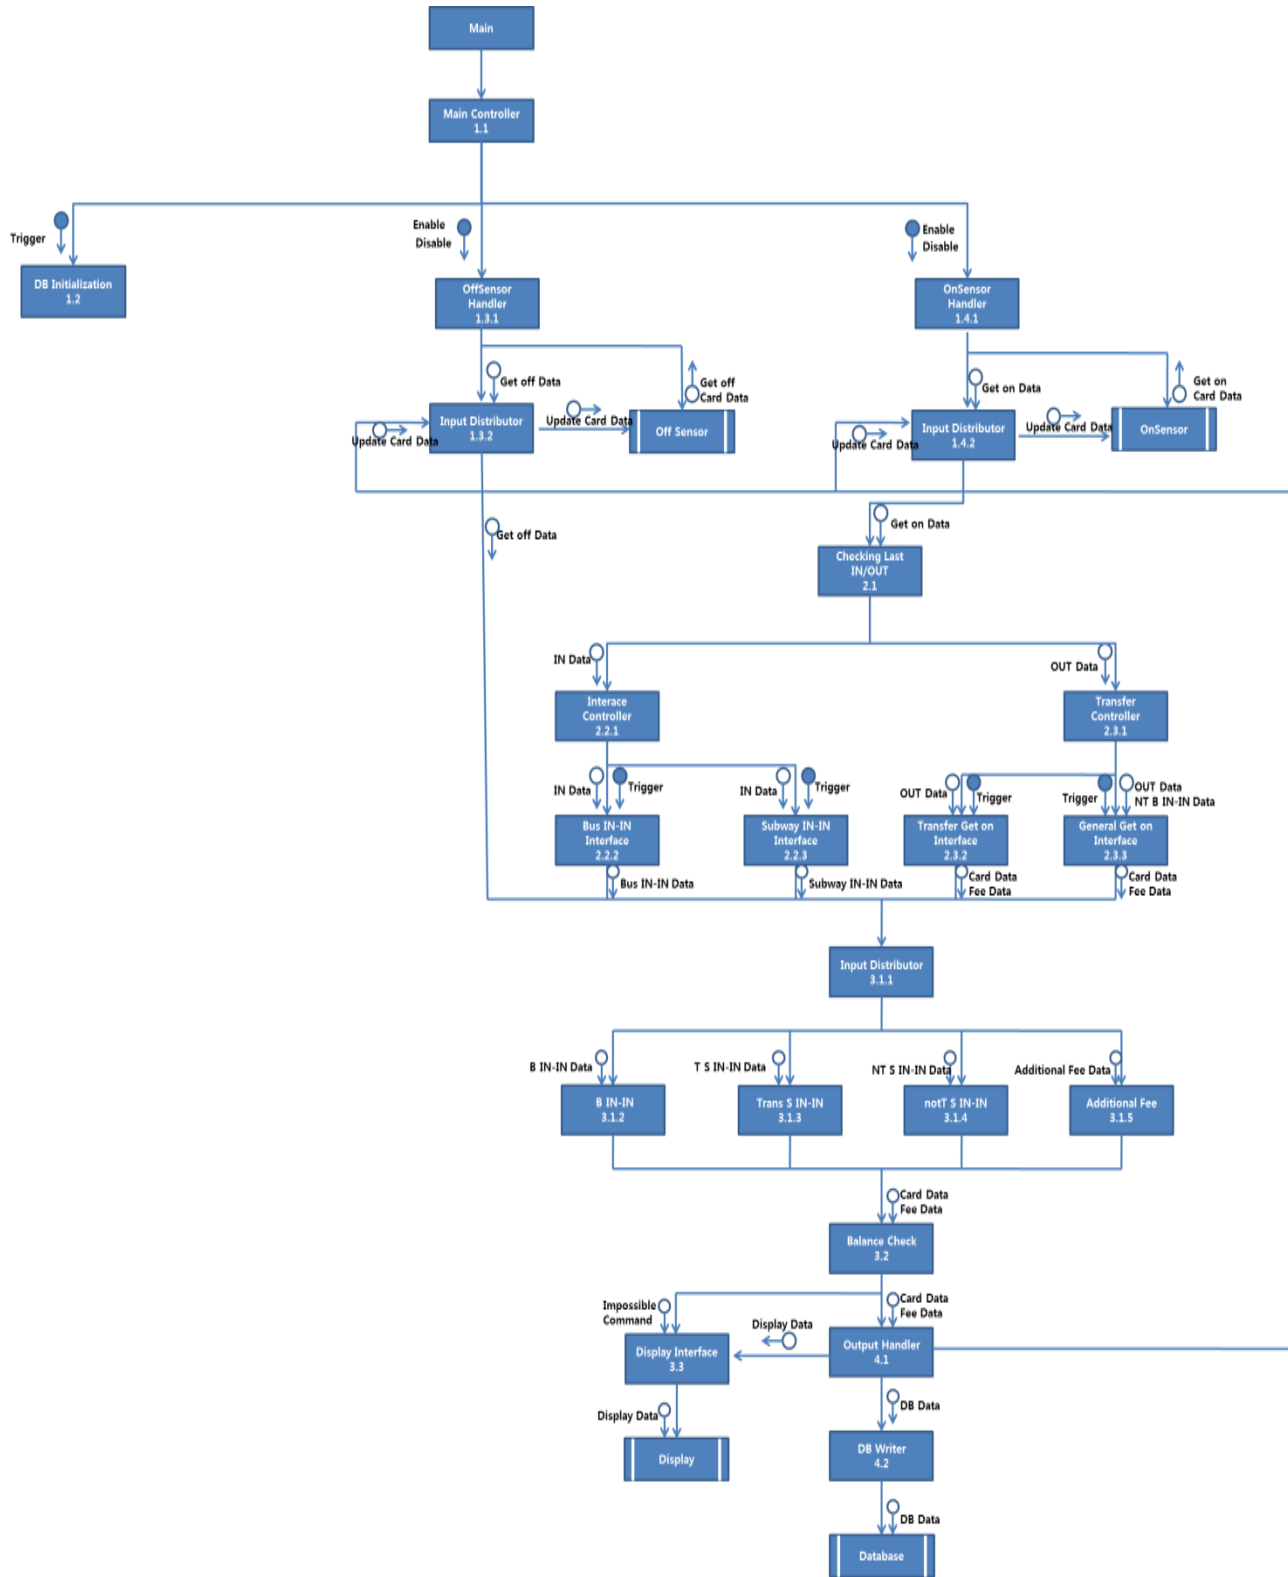 Main
Main Controller
1.1
Trigger
Enable
Disable
Enable
Disable
DB Initialization
1.2
OffSensor
Handler
1.3.1
OnSensor
Handler
1.4.1
Get off Data
Get off
Card Data
Get on Data
Get on
Card Data
Input Distributor
1.3.2
Update Card Data
Update Card Data
Off Sensor
Input Distributor
1.4.2
Update Card Data
Update Card Data
OnSensor
Get off Data
Get on Data
Checking Last
IN/OUT
2.1
IN Data
OUT Data
Interace
Controller
2.2.1
Transfer
Controller
2.3.1
IN Data
Trigger
IN Data
Trigger
OUT Data
Trigger
Trigger
OUT Data
NT B IN-IN Data
Bus IN-IN
Interface
2.2.2
Subway IN-IN
Interface
2.2.3
Transfer Get on
Interface
2.3.2
General Get on
Interface
2.3.3
Bus IN-IN Data
Subway IN-IN Data
Card Data
Fee Data
Card Data
Fee Data
Input Distributor
3.1.1
B IN-IN Data
T S IN-IN Data
NT S IN-IN Data
Additional Fee Data
B IN-IN
3.1.2
Trans S IN-IN
3.1.3
notT S IN-IN
3.1.4
Additional Fee
3.1.5
Card Data
Fee Data
Balance Check
3.2
Impossible
Command
Card Data
Fee Data
Display Data
Display Interface
3.3
Output Handler
4.1
Display Data
DB Data
Display
DB Writer
4.2
DB Data
Database